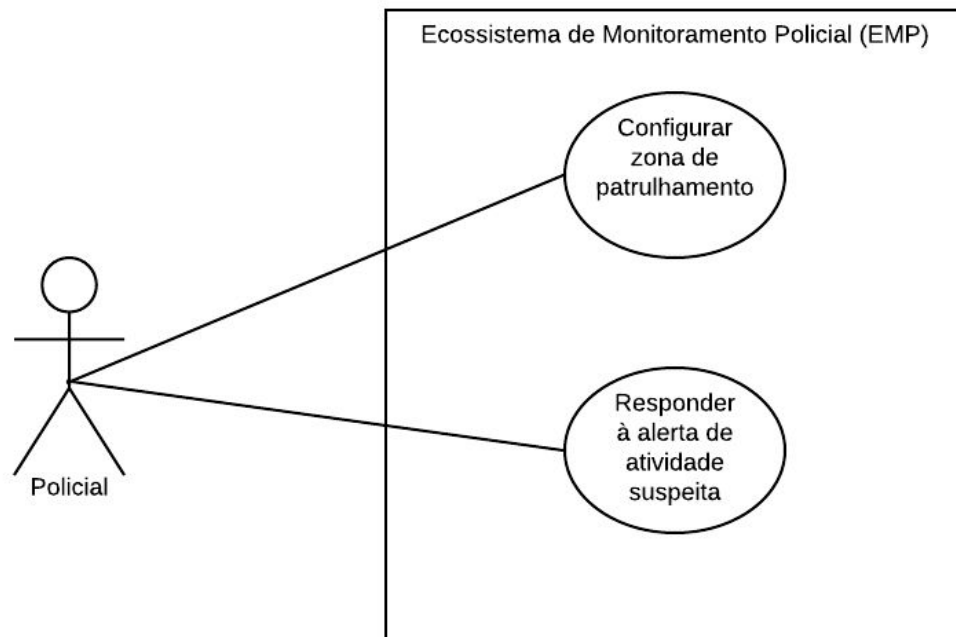 Ecossistema de Monitoramento Policial (EMP)
Configurar
zona de
patrulhamento
Responder
à alerta de
atividade
suspeita
Policial